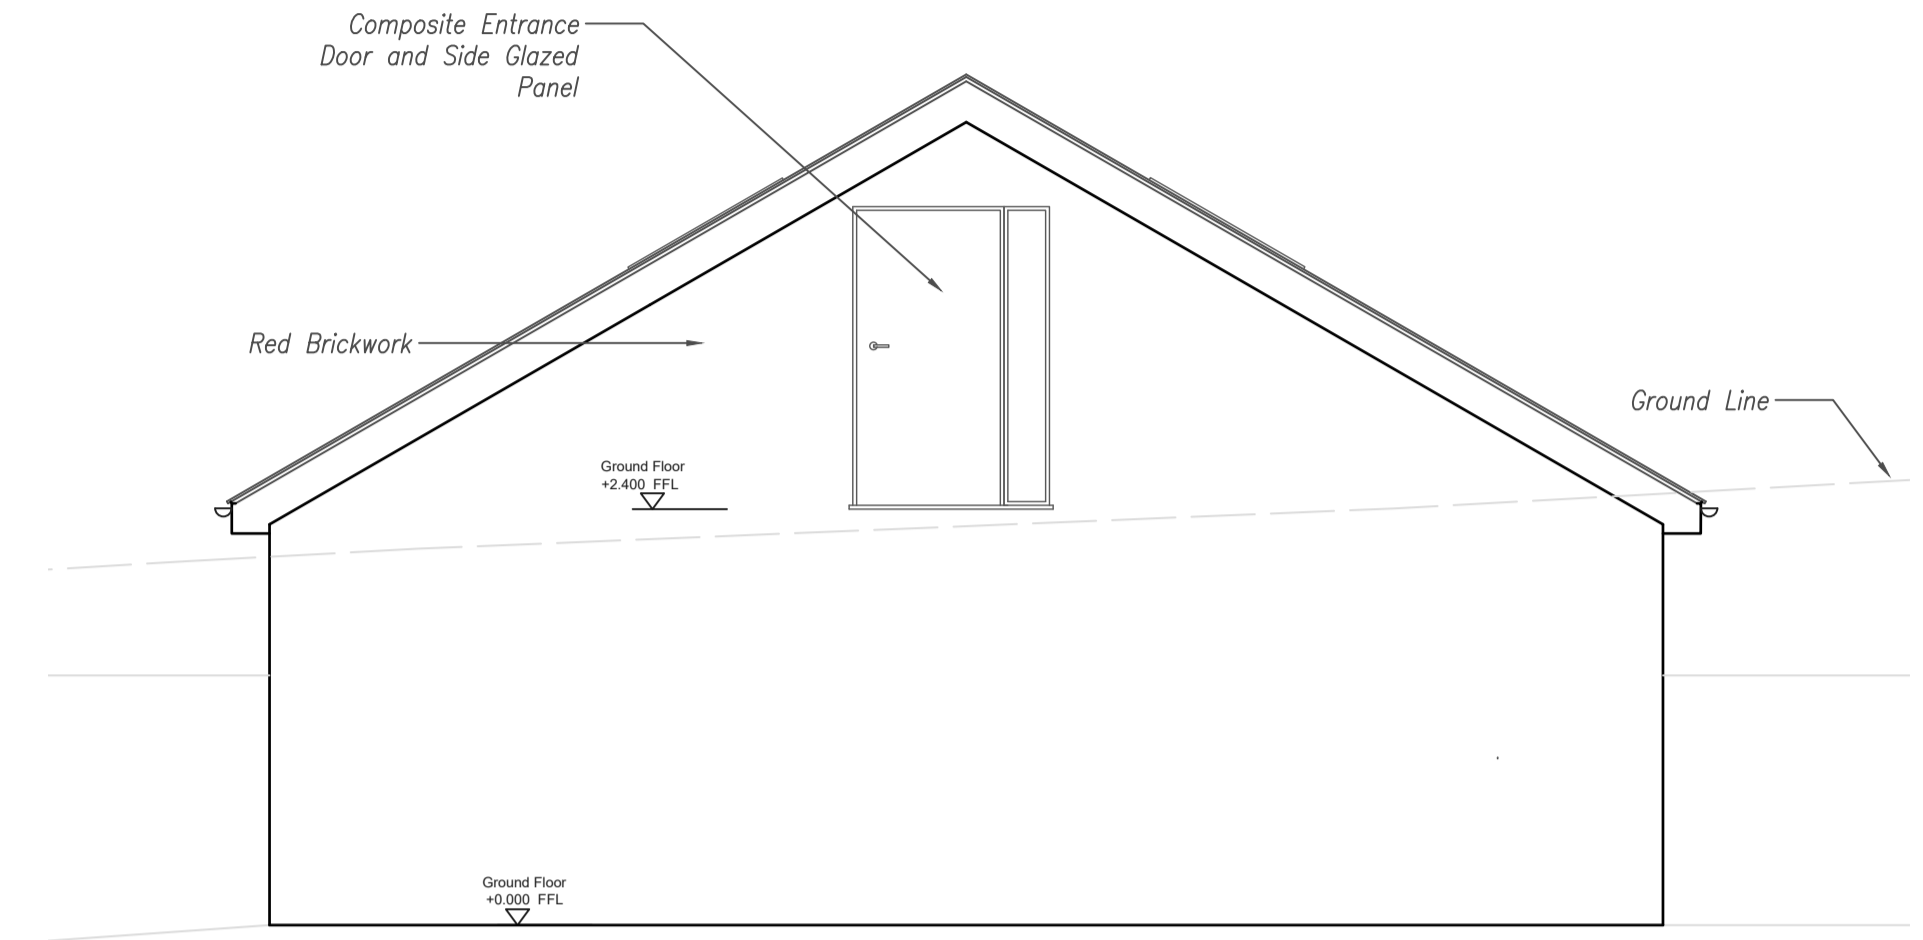 Composite Entrance
Door and Side Glazed
Panel
Red Brickwork
Ground Line
Ground Floor
+2.400 FFL
Ground Floor
+0.000 FFL